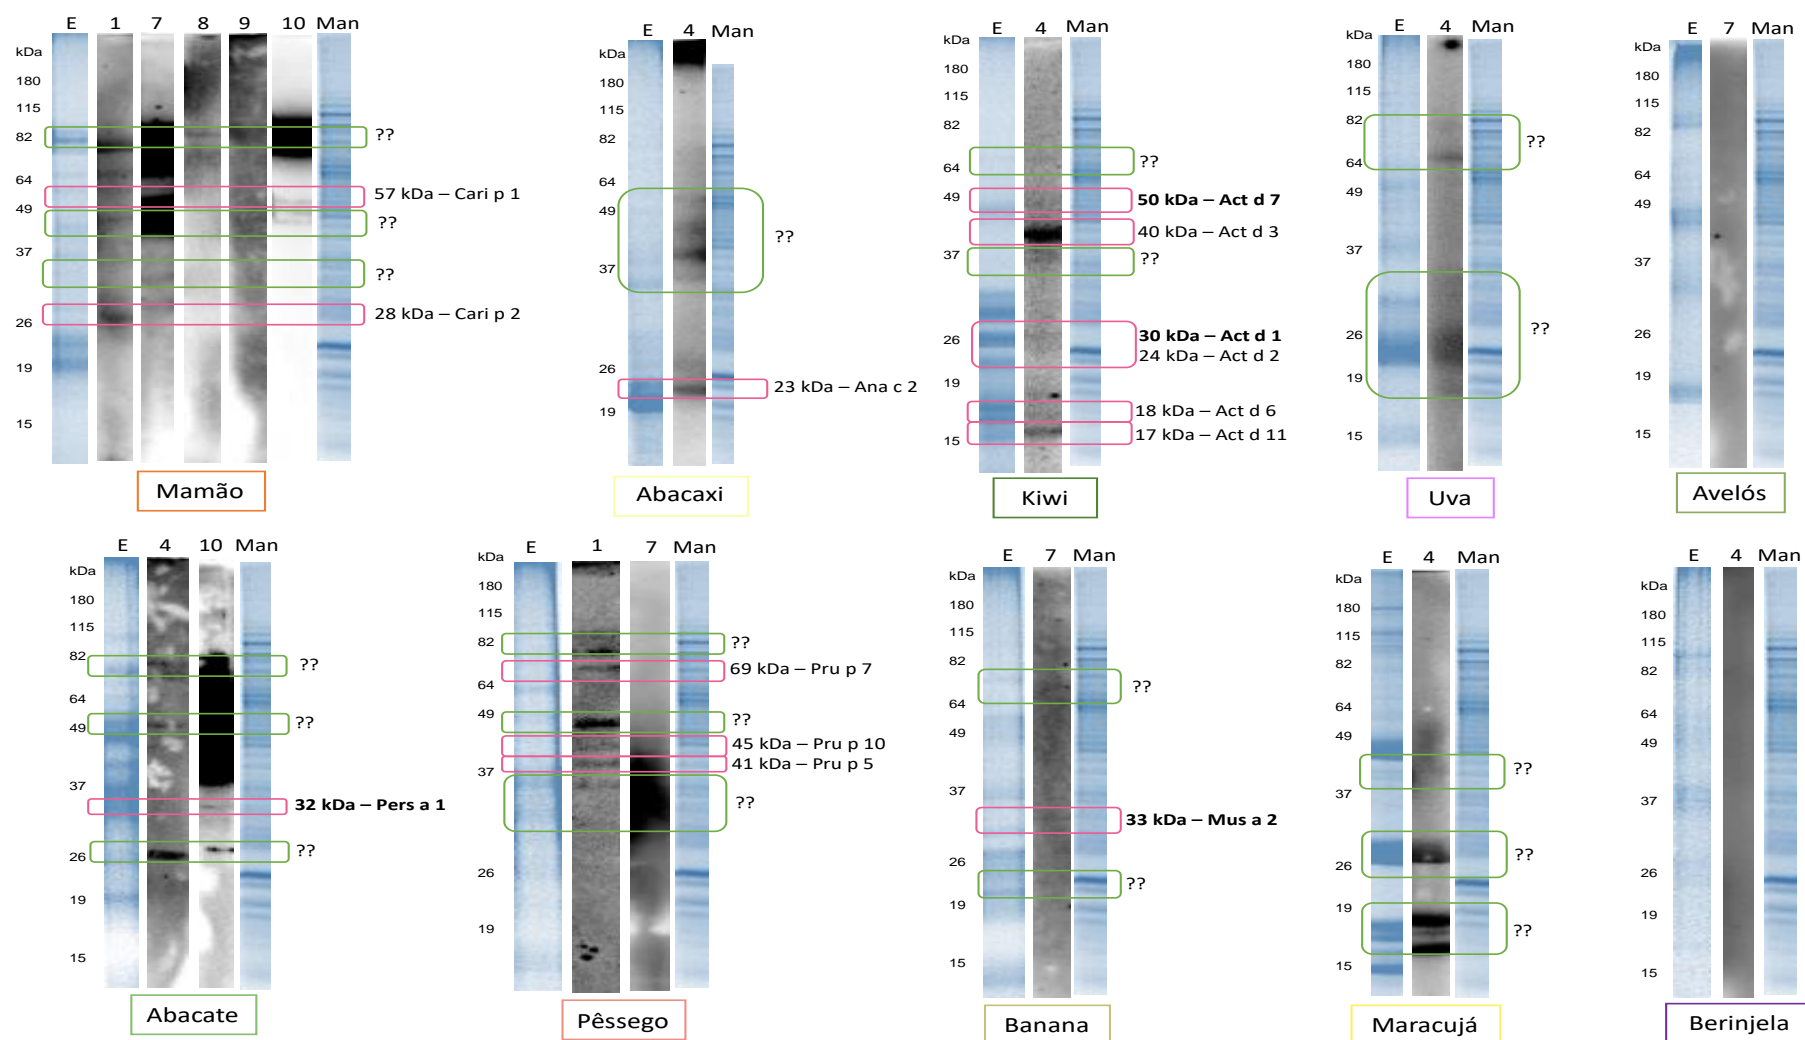 E 1 7 8 9 10 Man
kDa
180
115
82
64
49
37
26
19
15
??
57 kDa – Cari p 1
??
??
28 kDa – Cari p 2
Mamão
E 4 Man
kDa
180
115
82
64
49
37
26
19
??
23 kDa – Ana c 2
Abacaxi
E 4 Man
kDa
180
115
82
64
49
37
26
19
15
??
50 kDa – Act d 7
40 kDa – Act d 3
??
30 kDa – Act d 1
24 kDa – Act d 2
18 kDa – Act d 6
17 kDa – Act d 11
Kiwi
E 4 Man
kDa
180
115
82
64
49
37
26
19
15
??
??
Uva
E 7 Man
kDa
180
115
82
64
49
37
26
19
15
Avelós
E 4 10 Man
kDa
180
115
82
64
49
37
26
19
15
??
??
32 kDa – Pers a 1
??
Abacate
E 1 7 Man
kDa
180
115
82
64
49
37
26
19
??
69 kDa – Pru p 7
??
45 kDa – Pru p 10
41 kDa – Pru p 5
??
Pêssego
E 7 Man
kDa
180
115
82
64
49
37
26
19
15
??
33 kDa – Mus a 2
??
Banana
E 4 Man
kDa
180
115
82
64
49
37
26
19
15
??
??
??
Maracujá
E 4 Man
kDa
180
115
82
64
49
37
26
19
15
Berinjela